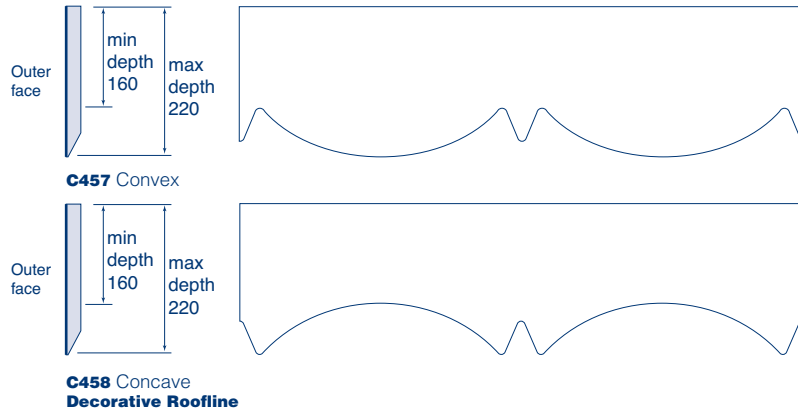 Outer
face
min
depth
160
max
depth
220
C457 Convex
Outer
face
min
depth
160
max
depth
220
C458 Concave
Decorative Roofline